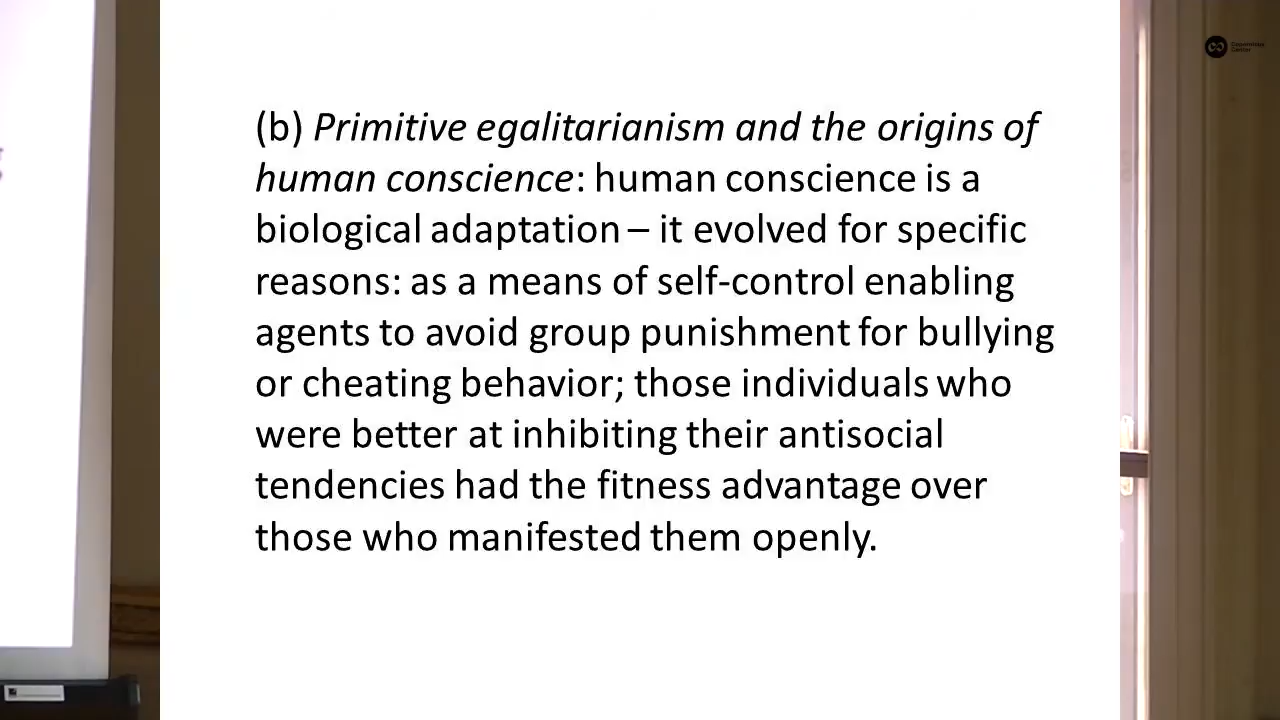 (b) Primitive egalitarianism and the origins of
human conscience: human conscience is a
biological adaptation – it evolved for specific
reasons: as a means of self-control enabling
agents to avoid group punishment for bullying
or cheating behavior; those individuals who
were better at inhibiting their antisocial
tendencies had the fitness advantage over
those who manifested them openly.
Copernicus
Center